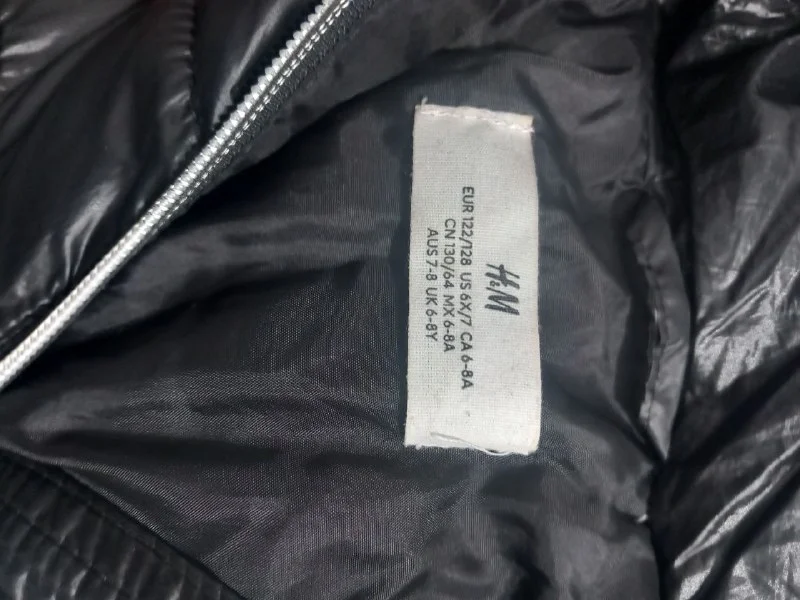 H&M
EUR 122/128 US 6X/7 CA 6-8A
CN 130/64 MX 6-8A
AUS 7-8 UK 6-8Y